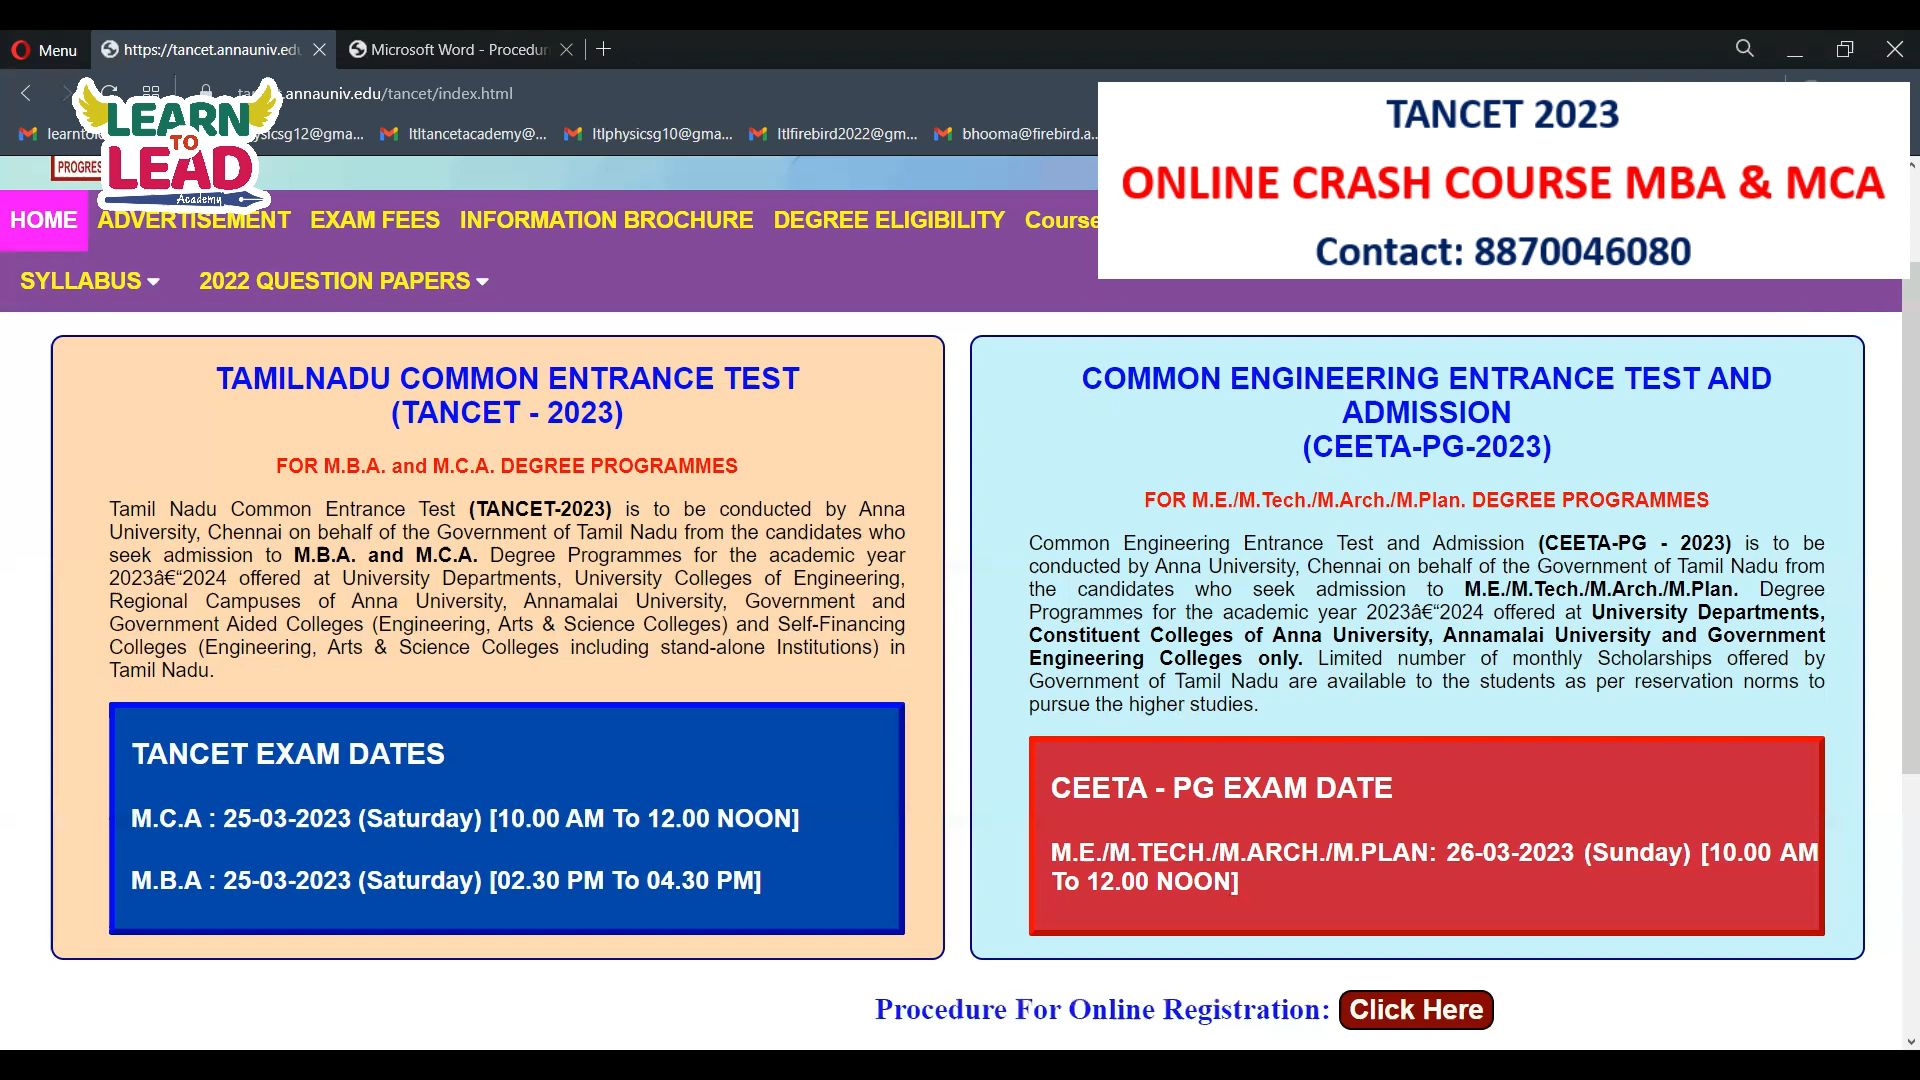 Menu
https://tancet.annauniv.edu
Microsoft Word - Procedur
annauniv.edu/tancet/index.html
sicsg12@gma...
ltltancetacademy@...
ltlphysicsg10@gma...
ltlfirebird2022@gm...
bhooma@firebird.a...
LEARN
TO
LEAD
Academy
PROGRES
TANCET 2023
ONLINE CRASH COURSE MBA & MCA
Contact: 8870046080
HOME ADVERTISEMENT EXAM FEES INFORMATION BROCHURE DEGREE ELIGIBILITY Course
SYLLABUS 2022 QUESTION PAPERS
TAMILNADU COMMON ENTRANCE TEST
(TANCET - 2023)
FOR M.B.A. and M.C.A. DEGREE PROGRAMMES
Tamil Nadu Common Entrance Test (TANCET-2023) is to be conducted by Anna
University, Chennai on behalf of the Government of Tamil Nadu from the candidates who
seek admission to M.B.A. and M.C.A. Degree Programmes for the academic year
2023â€“2024 offered at University Departments, University Colleges of Engineering,
Regional Campuses of Anna University, Annamalai University, Government and
Government Aided Colleges (Engineering, Arts & Science Colleges) and Self-Financing
Colleges (Engineering, Arts & Science Colleges including stand-alone Institutions) in
Tamil Nadu.
TANCET EXAM DATES
M.C.A : 25-03-2023 (Saturday) [10.00 AM To 12.00 NOON]
M.B.A : 25-03-2023 (Saturday) [02.30 PM To 04.30 PM]
COMMON ENGINEERING ENTRANCE TEST AND
ADMISSION
(CEETA-PG-2023)
FOR M.E./M.Tech./M.Arch./M.Plan. DEGREE PROGRAMMES
Common Engineering Entrance Test and Admission (CEETA-PG - 2023) is to be
conducted by Anna University, Chennai on behalf of the Government of Tamil Nadu from
the candidates who seek admission to M.E./M.Tech./M.Arch./M.Plan. Degree
Programmes for the academic year 2023â€“2024 offered at University Departments,
Constituent Colleges of Anna University, Annamalai University and Government
Engineering Colleges only. Limited number of monthly Scholarships offered by
Government of Tamil Nadu are available to the students as per reservation norms to
pursue the higher studies.
CEETA - PG EXAM DATE
M.E./M.TECH./M.ARCH./M.PLAN: 26-03-2023 (Sunday) [10.00 AM
To 12.00 NOON]
Procedure For Online Registration: Click Here